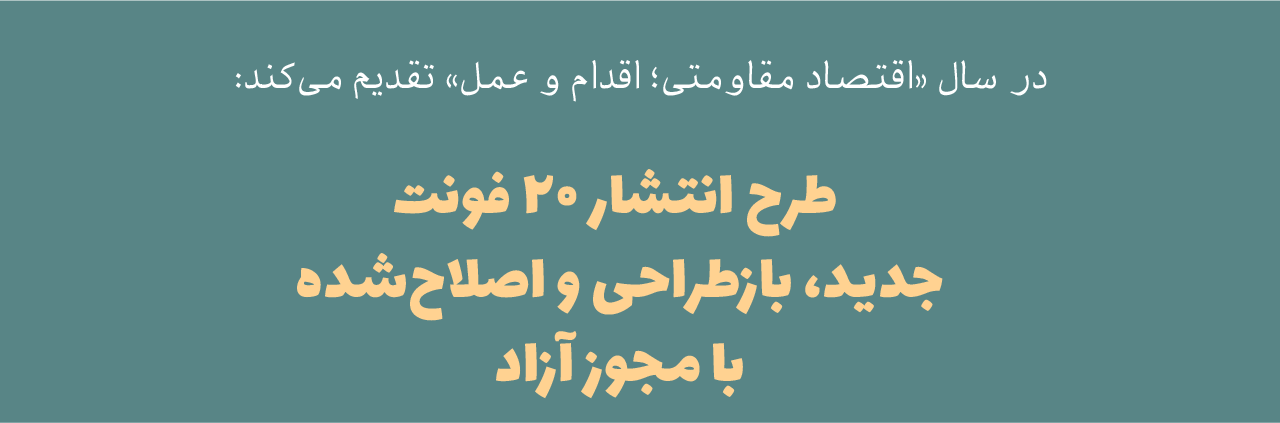 در سال «اقتصاد مقاومتی؛ اقدام و عمل» تقدیم می‌کند:
طرح انتشار ۲۰ فونت
جدید، بازطراحی و اصلاح‌شده
با مجوز آزاد